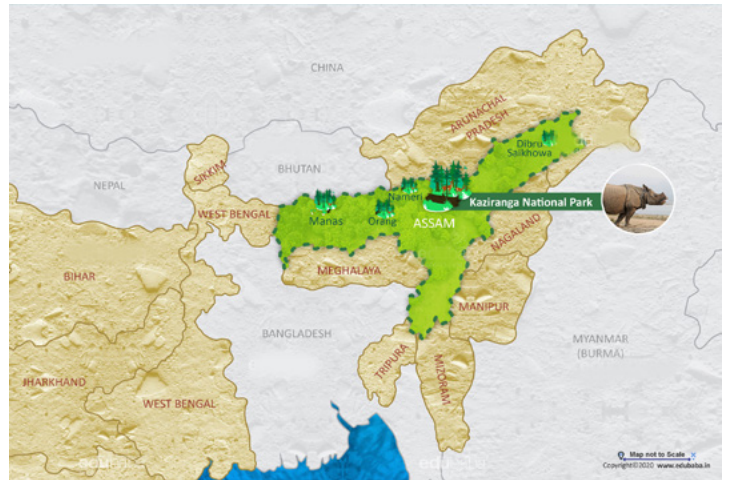 CHINA
ARUNACHAL
PRADESH
Dibru
Saikhowa
SIKKIM
BHUTAN
NEPAL
Nameri
Kaziranga National Park
WEST BENGAL
Manas
Orang
ASSAM
NAGALAND
MEGHALAYA
BIHAR
MANIPUR
BANGLADESH
MYANMAR
(BURMA)
TRIPURA
MIZORAM
JHARKHAND
WEST BENGAL
Map not to Scale
Copyright©2020 www.edubaba.in